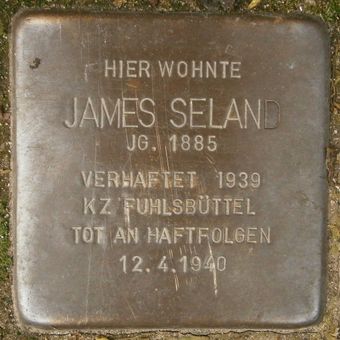 HIER WOHNTE
JAMES SELAND
JG. 1885
VERHAFTET 1939
KZ FUHLSBÜTTEL
TOT AN HAFTFOLGEN
12.4.1940